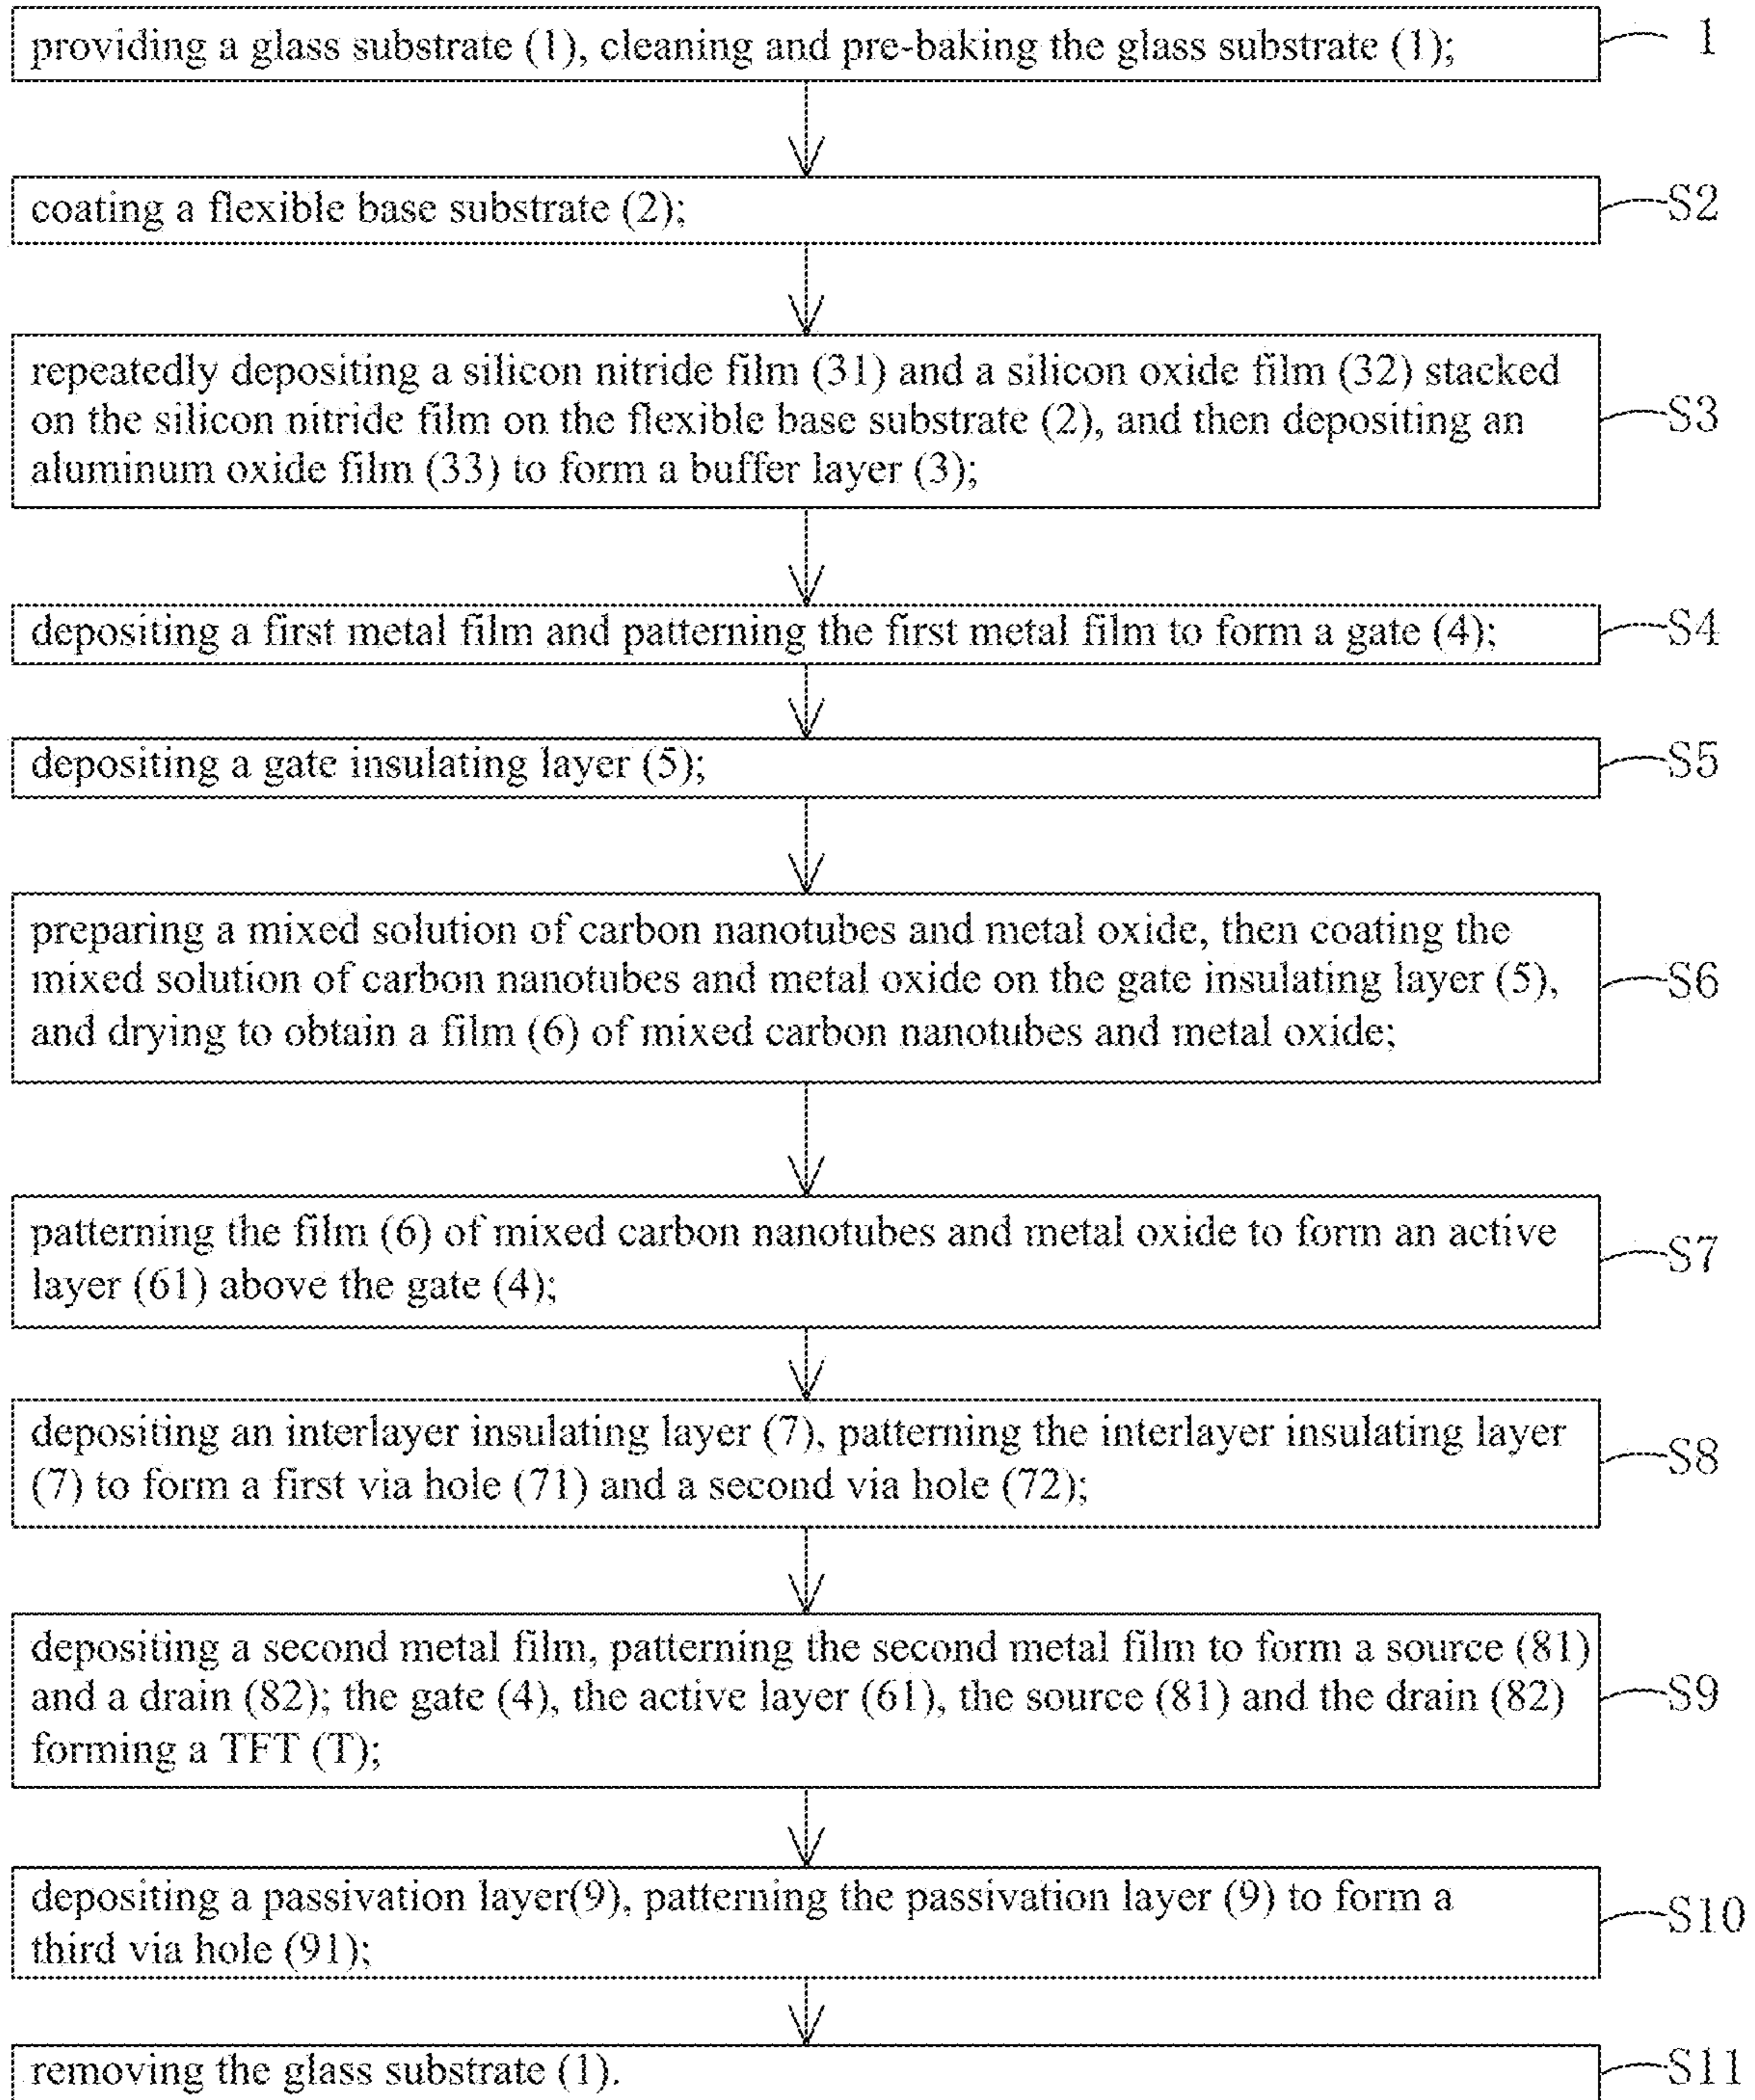 providing a glass substrate (1), cleaning and pre-baking the glass substrate (1);
1
coating a flexible base substrate (2);
S2
repeatedly depositing a silicon nitride film (31) and a silicon oxide film (32) stacked
on the silicon nitride film on the flexible base substrate (2), and then depositing an
aluminum oxide film (33) to form a buffer layer (3);
S3
depositing a first metal film and patterning the first metal film to form a gate (4);
S4
depositing a gate insulating layer (5);
S5
preparing a mixed solution of carbon nanotubes and metal oxide, then coating the
mixed solution of carbon nanotubes and metal oxide on the gate insulating layer (5),
and drying to obtain a film (6) of mixed carbon nanotubes and metal oxide;
S6
patterning the film (6) of mixed carbon nanotubes and metal oxide to form an active
layer (61) above the gate (4);
S7
depositing an interlayer insulating layer (7), patterning the interlayer insulating layer
(7) to form a first via hole (71) and a second via hole (72);
S8
depositing a second metal film, patterning the second metal film to form a source (81)
and a drain (82); the gate (4), the active layer (61), the source (81) and the drain (82)
forming a TFT (T);
S9
depositing a passivation layer(9), patterning the passivation layer (9) to form a
third via hole (91);
S10
removing the glass substrate (1).
S11